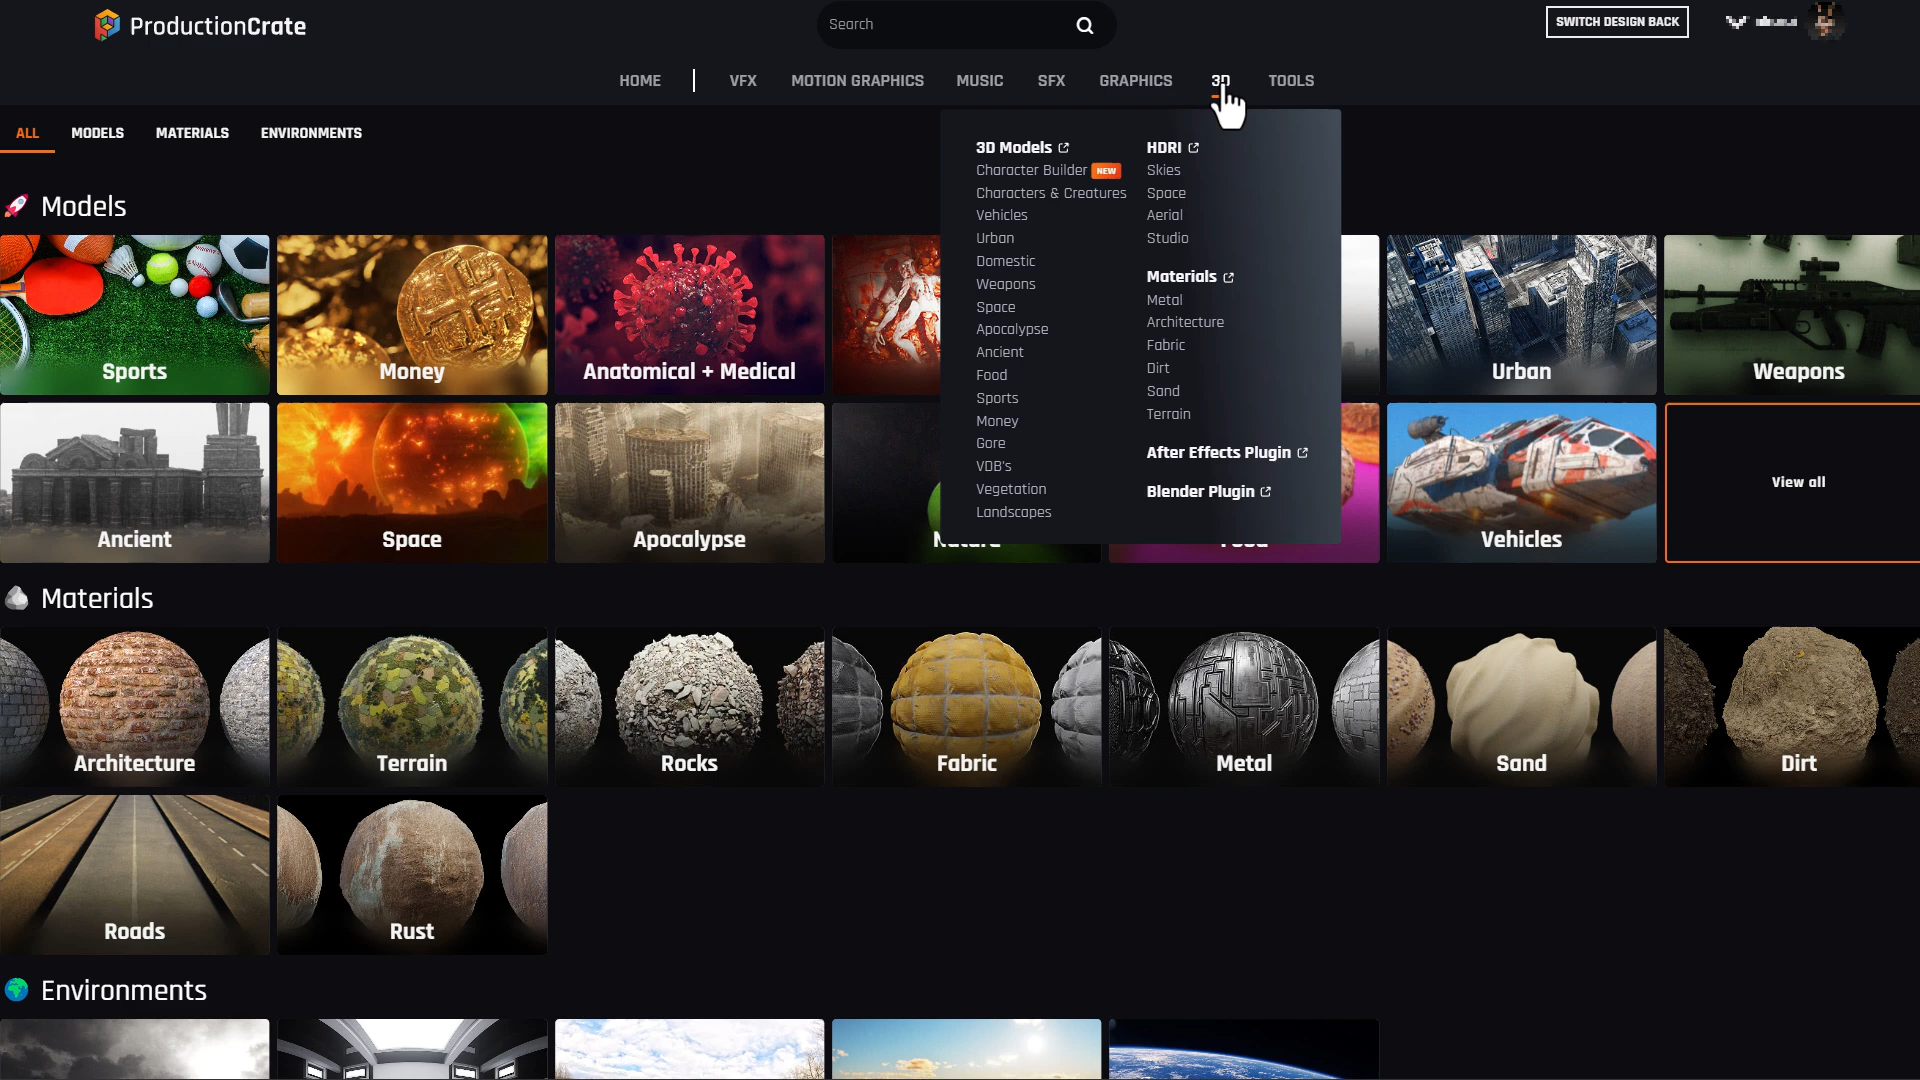 ProductionCrate
Search
SWITCH DESIGN BACK
HOME
VFX
MOTION GRAPHICS
MUSIC
SFX
GRAPHICS
3D
TOOLS
ALL
MODELS
MATERIALS
ENVIRONMENTS
3D Models
Character Builder NEW
Characters & Creatures
Vehicles
Urban
Domestic
Weapons
Space
Apocalypse
Ancient
Food
Sports
Money
Gore
VDB's
Vegetation
Landscapes
HDRI
Skies
Space
Aerial
Studio
Materials
Metal
Architecture
Fabric
Dirt
Sand
Terrain
After Effects Plugin
Blender Plugin
Models
Sports
Money
Anatomical + Medical
Urban
Weapons
Ancient
Space
Apocalypse
Nature
Food
Vehicles
View all
Materials
Architecture
Terrain
Rocks
Fabric
Metal
Sand
Dirt
Roads
Rust
Environments